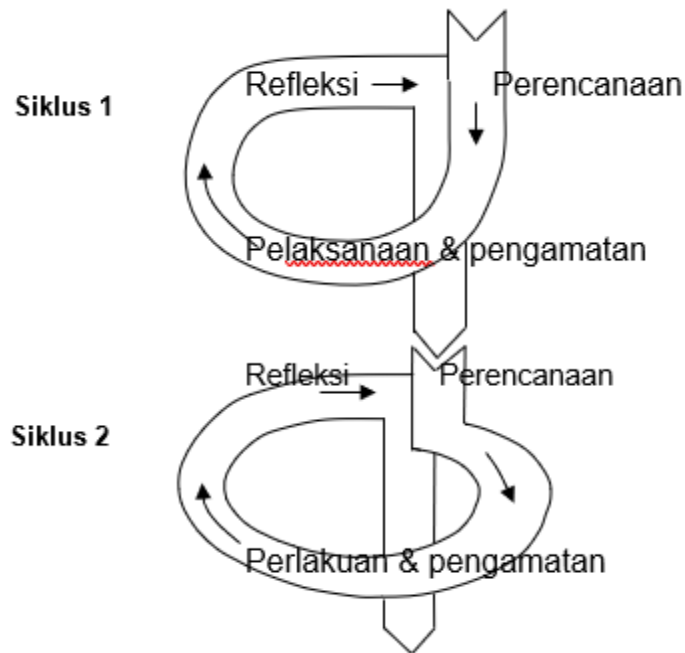 Refleksi
Perencanaan
Siklus 1
Pelaksanaan & pengamatan
Refleksi
Perencanaan
Siklus 2
Perlakuan & pengamatan